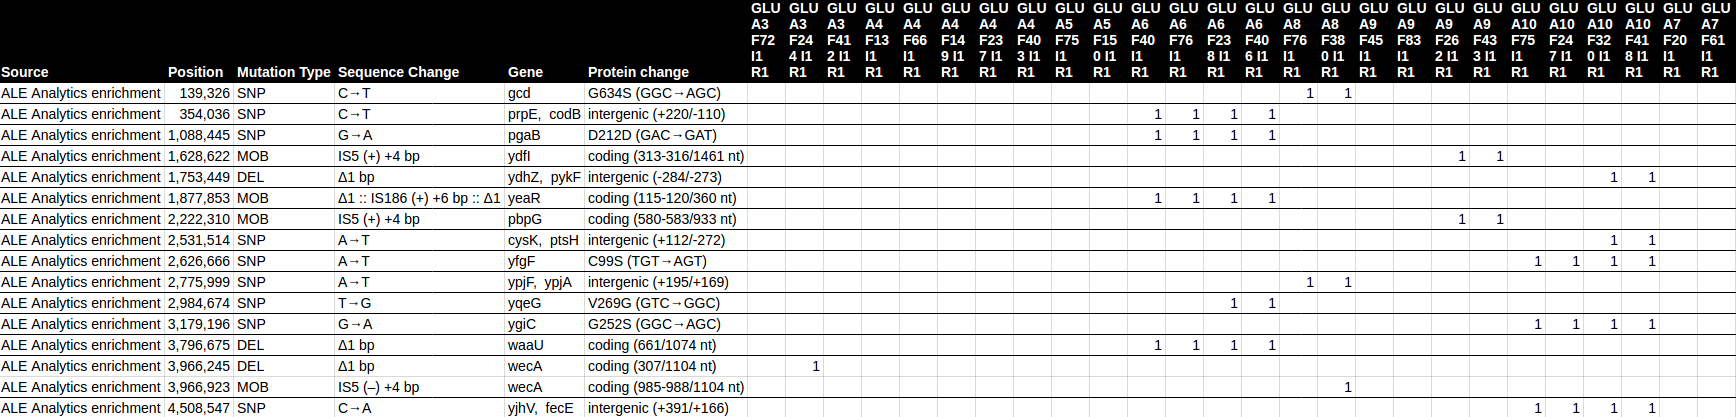 GLU GLU GLU GLU GLU GLU GLU GLU GLU GLU GLU GLU GLU GLU GLU GLU GLU GLU GLU GLU GLU GLU GLU GLU GLU GLU
A3 A3 A3 A4 A4 A4 A4 A4 A5 A5 A6 A6 A6 A6 A8 A8 A9 A9 A9 A9 A10 A10 A10 A10 A7 A7
F72 F24 F41 F13 F66 F14 F23 F40 F75 F15 F40 F76 F23 F40 F76 F38 F45 F83 F26 F43 F75 F24 F32 F41 F20 F61
I1 4 I1 2 I1 I1 I1 9 I1 7 I1 3 I1 I1 0 I1 I1 I1 8 I1 6 I1 I1 0 I1 I1 I1 2 I1 3 I1 I1 7 I1 0 I1 8 I1 I1 I1
Source Position Mutation Type Sequence Change Gene Protein change R1 R1 R1 R1 R1 R1 R1 R1 R1 R1 R1 R1 R1 R1 R1 R1 R1 R1 R1 R1 R1 R1 R1 R1 R1 R1
ALE Analytics enrichment 139,326 SNP C→T gcd G634S (GGC→AGC) 1 1
ALE Analytics enrichment 354,036 SNP C→T prpE, codB intergenic (+220/-110) 1 1 1 1
ALE Analytics enrichment 1,088,445 SNP G→A pgaB D212D (GAC→GAT) 1 1 1 1
ALE Analytics enrichment 1,628,622 MOB IS5 (+) +4 bp ydfI coding (313-316/1461 nt) 1 1
ALE Analytics enrichment 1,753,449 DEL Δ1 bp ydhZ, pykF intergenic (-284/-273) 1 1
ALE Analytics enrichment 1,877,853 MOB Δ1 :: IS186 (+) +6 bp :: Δ1 yeaR coding (115-120/360 nt) 1 1 1 1
ALE Analytics enrichment 2,222,310 MOB IS5 (+) +4 bp pbpG coding (580-583/933 nt) 1 1
ALE Analytics enrichment 2,531,514 SNP A→T cysK, ptsH intergenic (+112/-272) 1 1
ALE Analytics enrichment 2,626,666 SNP A→T yfgF C99S (TGT→AGT) 1 1 1 1
ALE Analytics enrichment 2,775,999 SNP A→T ypjF, ypjA intergenic (+195/+169) 1 1
ALE Analytics enrichment 2,984,674 SNP T→G yqeG V269G (GTC→GGC) 1 1
ALE Analytics enrichment 3,179,196 SNP G→A ygiC G252S (GGC→AGC) 1 1 1 1
ALE Analytics enrichment 3,796,675 DEL Δ1 bp waaU coding (661/1074 nt) 1 1 1 1
ALE Analytics enrichment 3,966,245 DEL Δ1 bp wecA coding (307/1104 nt) 1
ALE Analytics enrichment 3,966,923 MOB IS5 (–) +4 bp wecA coding (985-988/1104 nt) 1
ALE Analytics enrichment 4,508,547 SNP C→A yjhV, fecE intergenic (+391/+166) 1 1 1 1